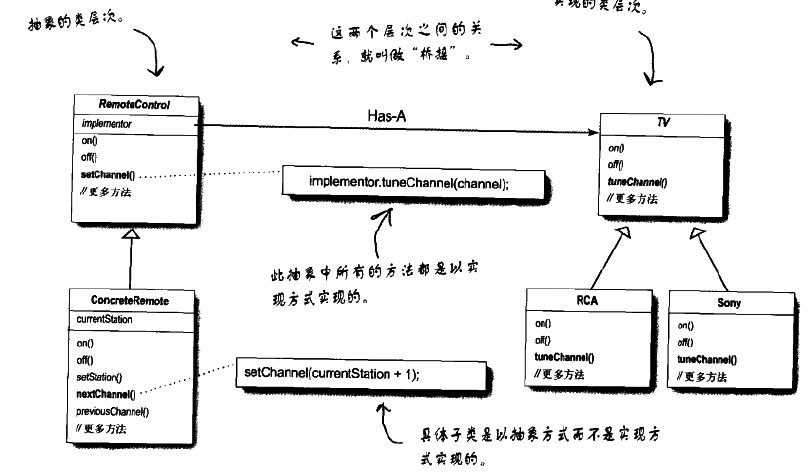 抽象的类层次。
实现的类层次。
这两个层次之间的关
系，就叫做“桥接”。
RemoteControl
implementor
on()
off()
setChannel()
//更多方法
Has-A
TV
on()
off()
tuneChannel()
//更多方法
implementor.tuneChannel(channel);
此抽象中所有的方法都是以实
现方式实现的。
ConcreteRemote
currentStation
on()
off()
setStation()
nextChannel()
previousChannel()
//更多方法
RCA
on()
off()
tuneChannel()
//更多方法
Sony
on()
off()
tuneChannel()
//更多方法
setChannel(currentStation + 1);
具体子类是以抽象方式而不是实现方
式实现的。